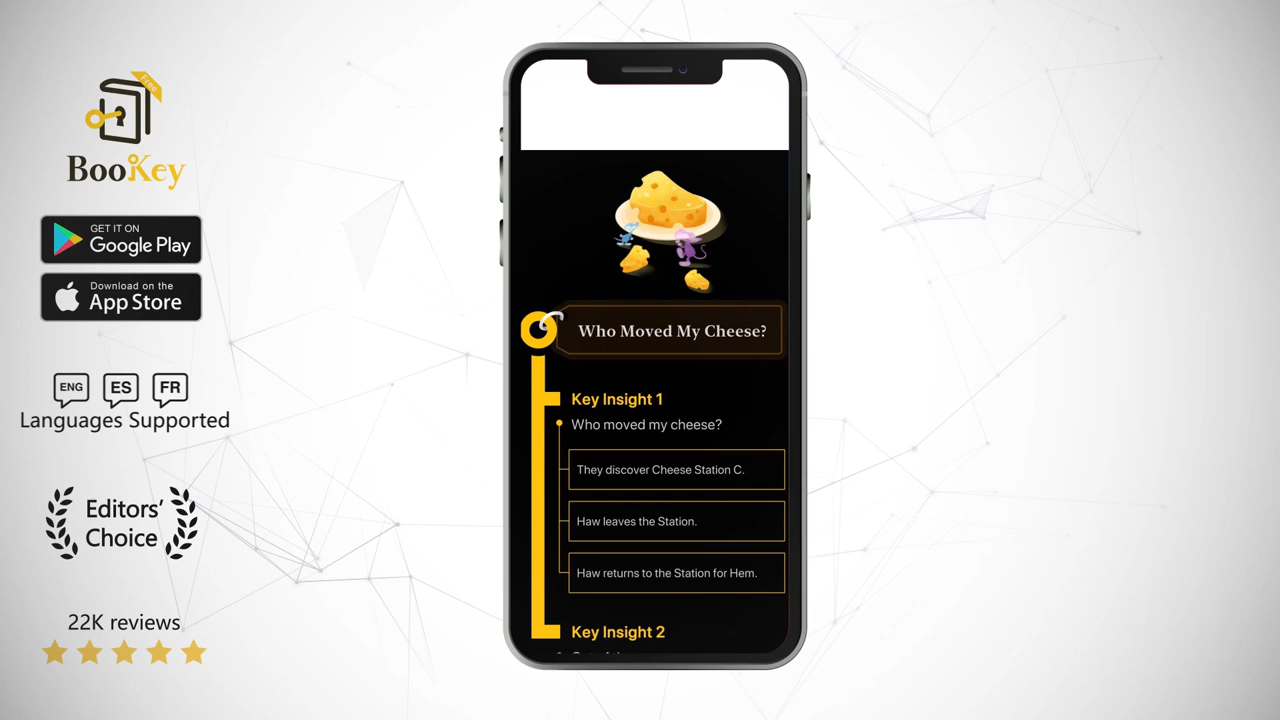 Free
BooKey
GET IT ON
Google Play
Download on the
App Store
ENG ES FR
Languages Supported
Editors'
Choice
22K reviews
Who Moved My Cheese?
Key Insight 1
Who moved my cheese?
They discover Cheese Station C.
Haw leaves the Station.
Haw returns to the Station for Hem.
Key Insight 2